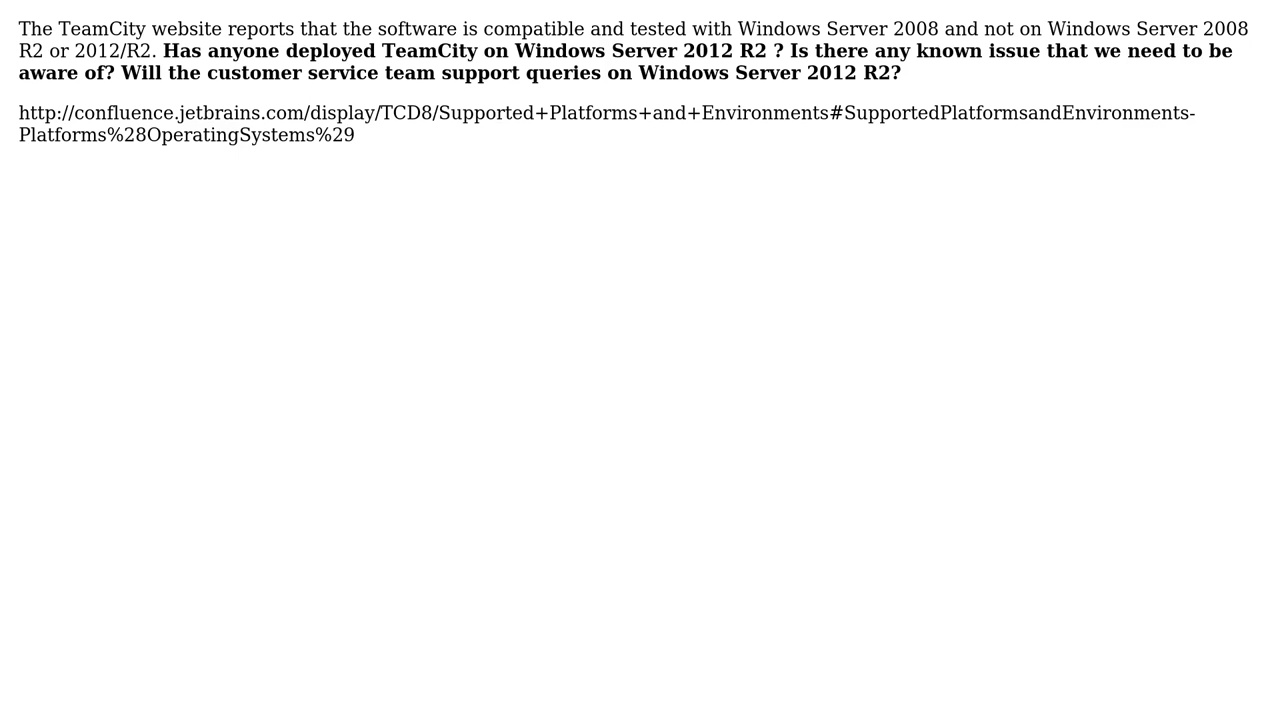 The TeamCity website reports that the software is compatible and tested with Windows Server 2008 and not on Windows Server 2008
R2 or 2012/R2. Has anyone deployed TeamCity on Windows Server 2012 R2 ? Is there any known issue that we need to be
aware of? Will the customer service team support queries on Windows Server 2012 R2?
http://confluence.jetbrains.com/display/TCD8/Supported+Platforms+and+Environments#SupportedPlatformsandEnvironments-
Platforms%28OperatingSystems%29